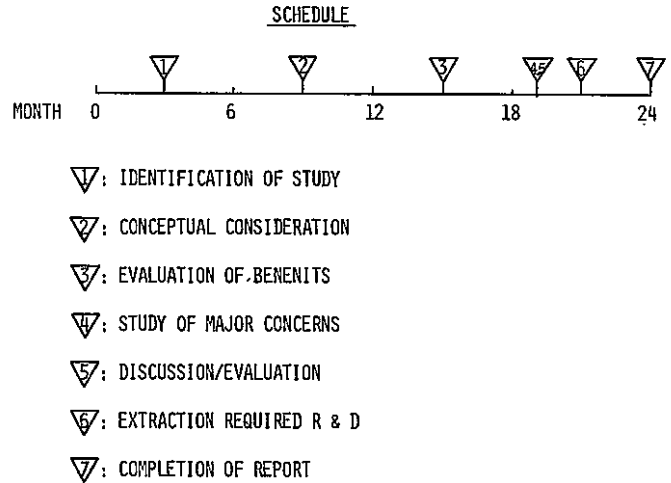 SCHEDULE
1 2 3 4,5 6 7
MONTH 0 6 12 18 24
1: IDENTIFICATION OF STUDY
2: CONCEPTUAL CONSIDERATION
3: EVALUATION OF BENENITS
4: STUDY OF MAJOR CONCERNS
5: DISCUSSION/EVALUATION
6: EXTRACTION REQUIRED R & D
7: COMPLETION OF REPORT